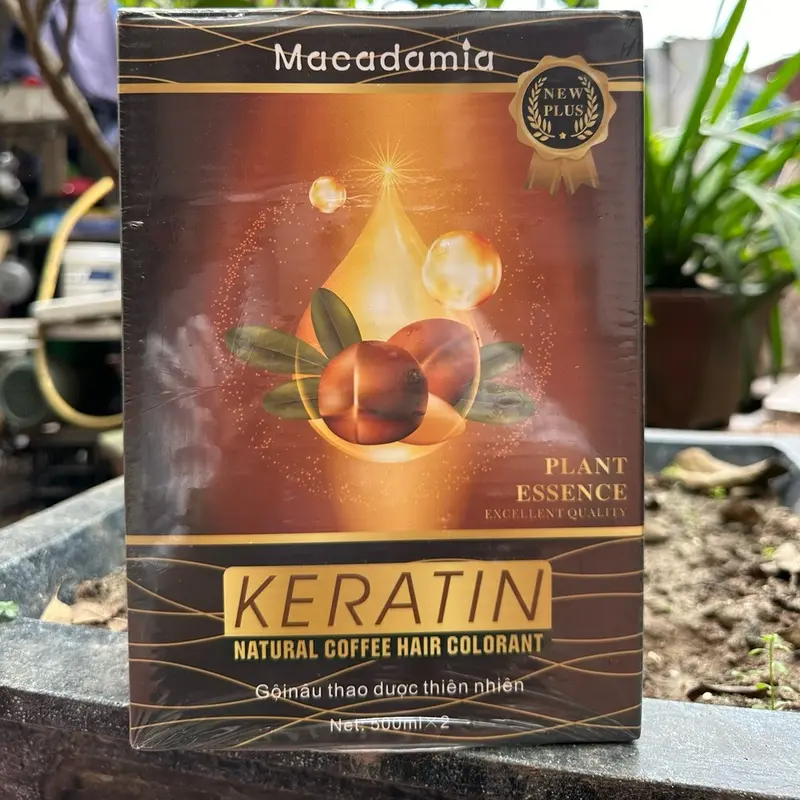 Macadamia
NEW
PLUS
PLANT
ESSENCE
EXCELLENT QUALITY
KERATIN
NATURAL COFFEE HAIR COLORANT
Gộinâu thao dược thiên nhiên
Net: 500ml×2